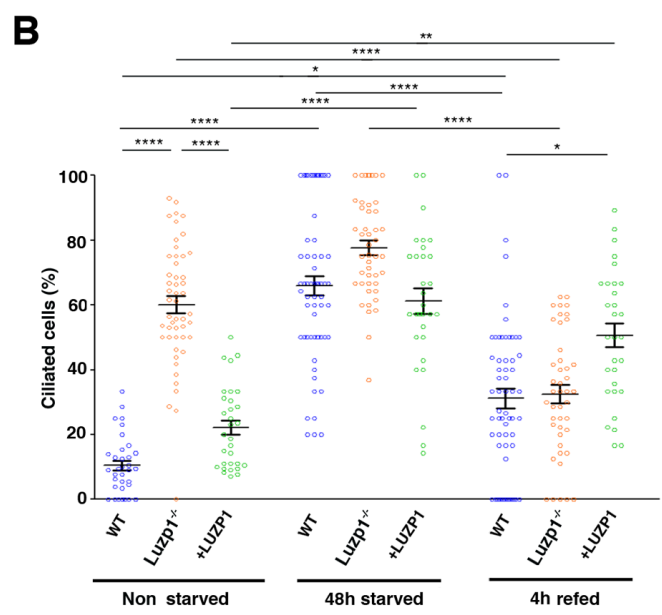 B
**
****
*
****
****
****
****
****
****
*
100
80
60
40
20
0
Ciliated cells (%)
WT
Luzp1-/-
+LUZP1
WT
Luzp1-/-
+LUZP1
WT
Luzp1-/-
+LUZP1
Non starved
48h starved
4h refed